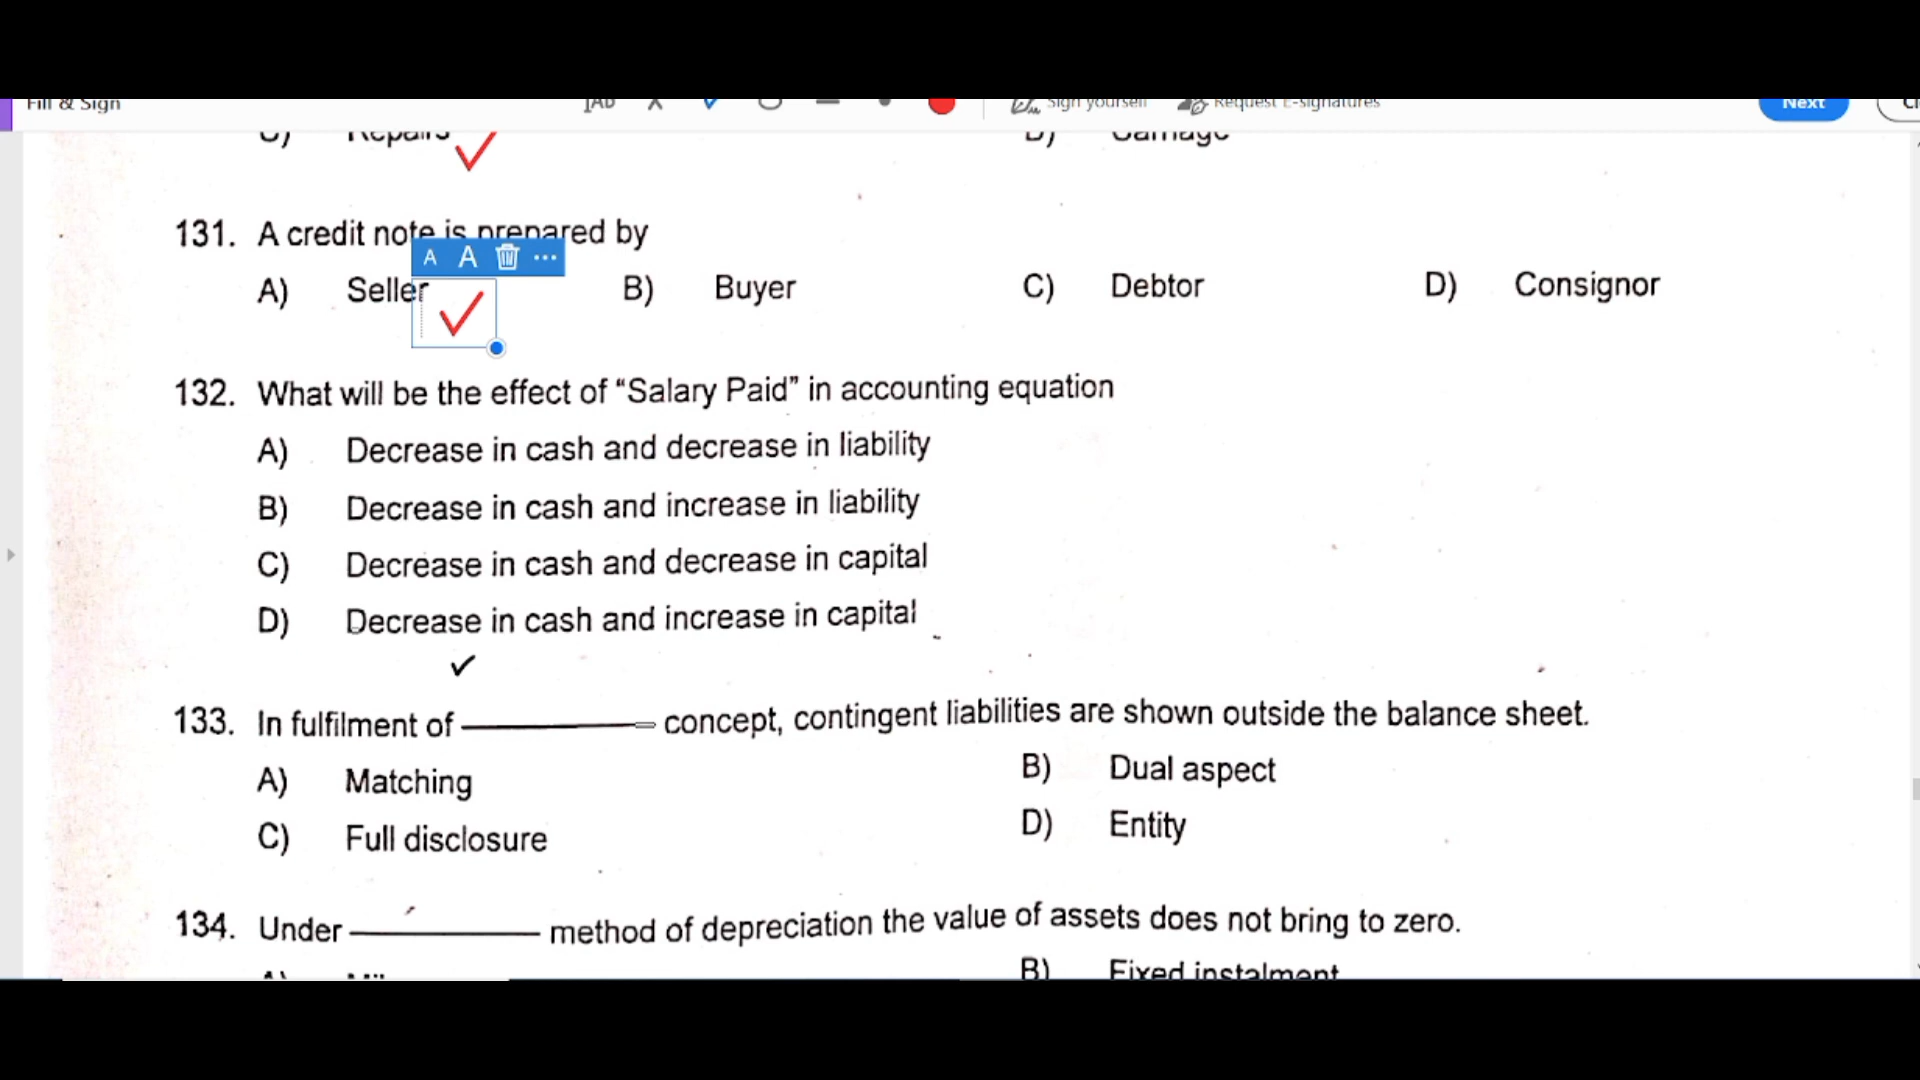 Fill & Sign Sign yourself Request E-signatures Next
C) Repairs D) Carriage
131. A credit note is prepared by
A A
A) Seller B) Buyer C) Debtor D) Consignor
132. What will be the effect of “Salary Paid” in accounting equation
A) Decrease in cash and decrease in liability
B) Decrease in cash and increase in liability
C) Decrease in cash and decrease in capital
D) Decrease in cash and increase in capital
133. In fulfilment of ________ concept, contingent liabilities are shown outside the balance sheet.
A) Matching B) Dual aspect
C) Full disclosure D) Entity
134. Under ________ method of depreciation the value of assets does not bring to zero.
A) B) Fixed instalment